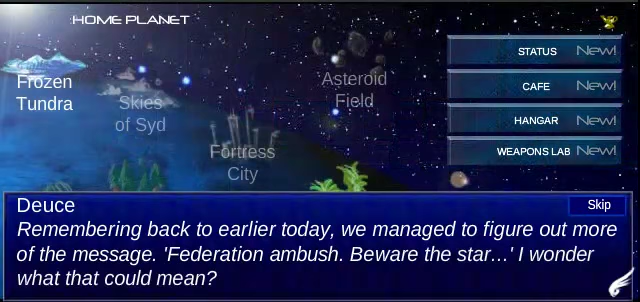 HOME PLANET
STATUS New!
CAFE New!
HANGAR New!
WEAPONS LAB New!
Frozen
Tundra
Skies
of Syd
Asteroid
Field
Fortress
City
Deuce
Skip
Remembering back to earlier today, we managed to figure out more
of the message. 'Federation ambush. Beware the star...' I wonder
what that could mean?